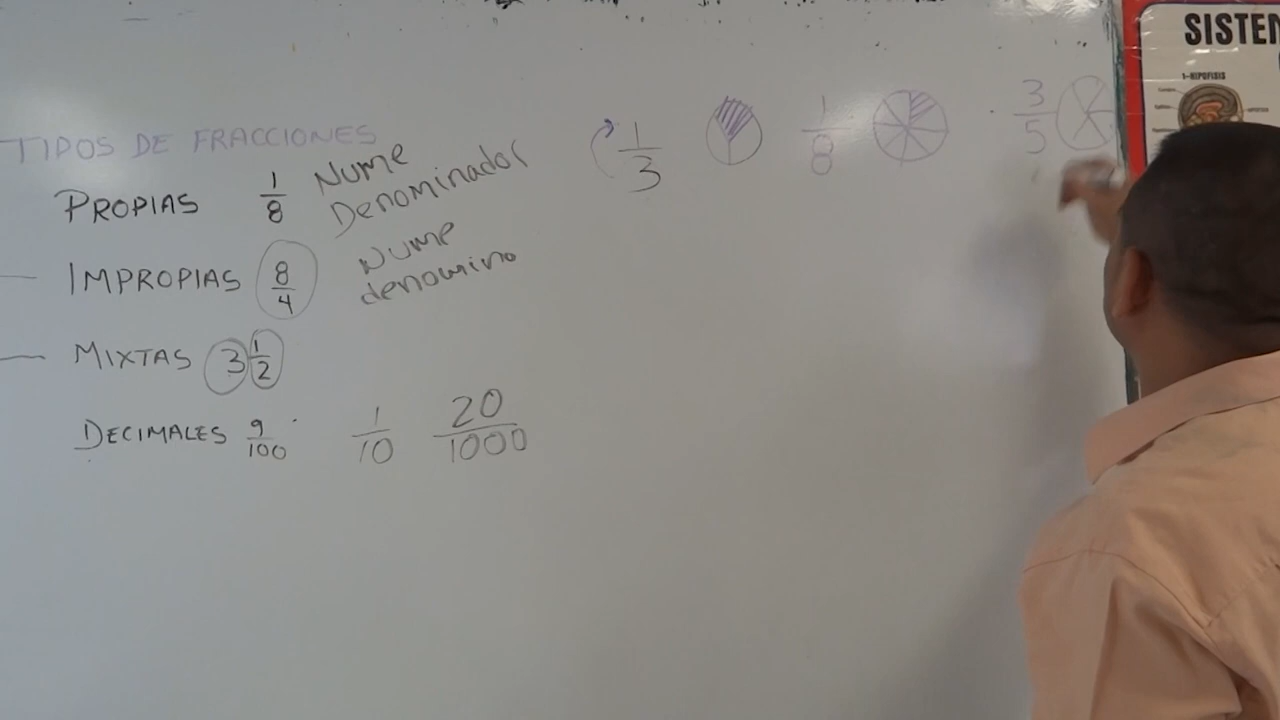 TIPOS DE FRACCIONES
PROPIAS 1/8 Nume
Denominador
IMPROPIAS 8/4 Nume
denomino
MIXTAS 3 1/2
DECIMALES 9/100 1/10 20/1000
1/3 1/8 3/5
SISTEM
1-HIPOFISIS